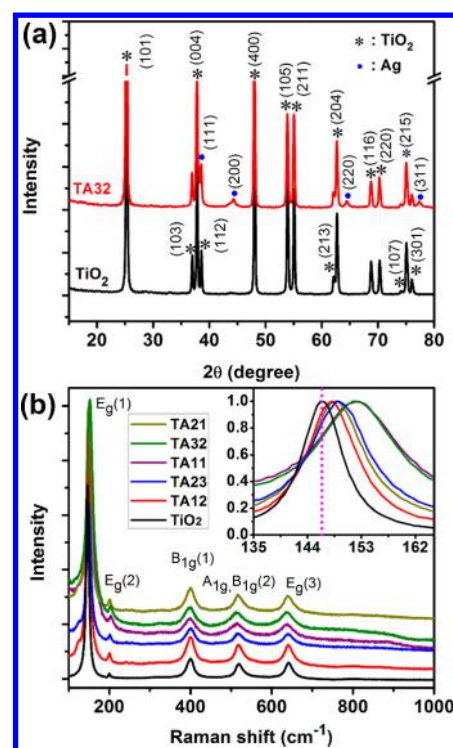 (a)
* : TiO2
• : Ag
(101)
(004)
(111)
(200)
(400)
(105)
(211)
(204)
(220)
(116)
(220)
(215)
(311)
TA32
(103)
(112)
(213)
(107)
(301)
TiO2
Intensity
20 30 40 50 60 70 80
2θ (degree)
(b)
Eg(1)
TA21
TA32
TA11
TA23
TA12
TiO2
1.0
0.8
0.6
0.4
0.2
0.0
135 144 153 162
Eg(2)
B1g(1)
A1g,B1g(2)
Eg(3)
Intensity
200 400 600 800 1000
Raman shift (cm-1)